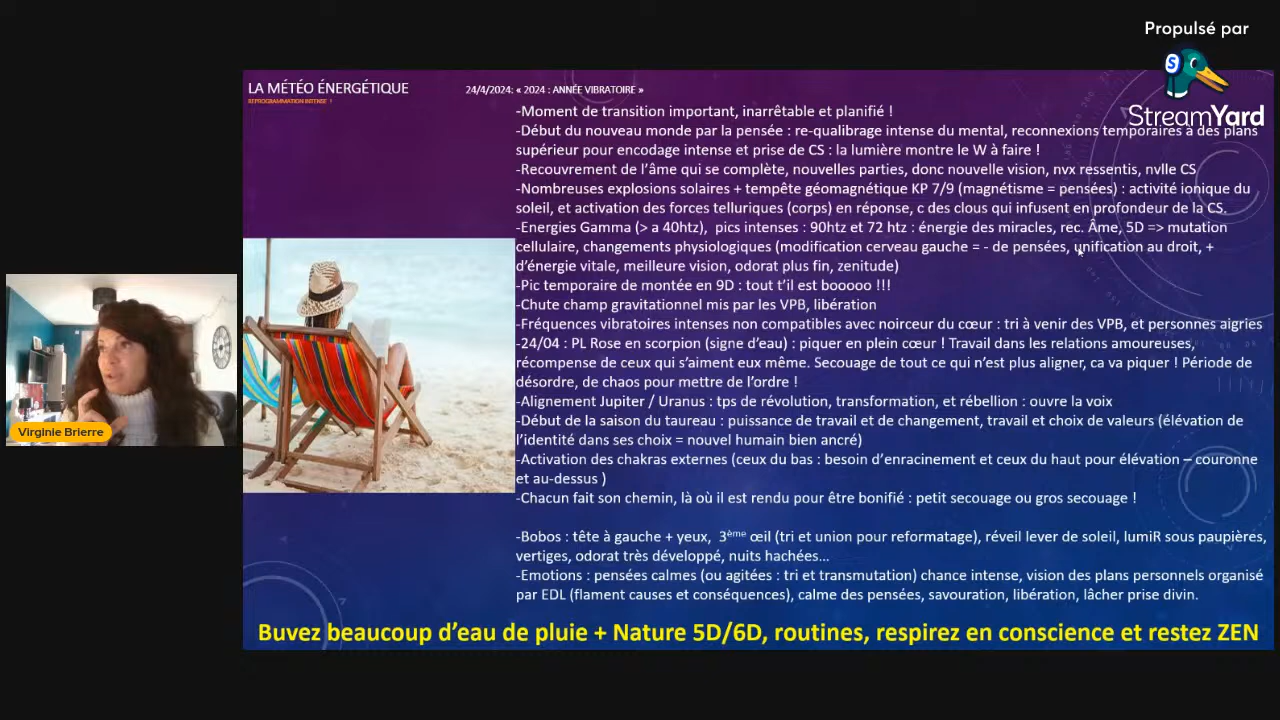 Propulsé par
StreamYard
LA MÉTÉO ÉNERGÉTIQUE
REPROGRAMMATION INTENSE !
24/4/2024: « 2024 : ANNÉE VIBRATOIRE »
-Moment de transition important, inarrêtable et planifié !
-Début du nouveau monde par la pensée : re-qualibrage intense du mental, reconnexions temporaires à des plans
supérieur pour encodage intense et prise de CS : la lumière montre le W à faire !
-Recouvrement de l'âme qui se complète, nouvelles parties, donc nouvelle vision, nvx ressentis, nvlle CS
-Nombreuses explosions solaires + tempête géomagnétique KP 7/9 (magnétisme = pensées) : activité ionique du
soleil, et activation des forces telluriques (corps) en réponse, c des clous qui infusent en profondeur de la CS.
-Energies Gamma (> a 40htz), pics intenses : 90htz et 72 htz : énergie des miracles, rec. Âme, 5D => mutation
cellulaire, changements physiologiques (modification cerveau gauche = - de pensées, unification au droit, +
d'énergie vitale, meilleure vision, odorat plus fin, zenitude)
-Pic temporaire de montée en 9D : tout t'il est booooo !!!
-Chute champ gravitationnel mis par les VPB, libération
-Fréquences vibratoires intenses non compatibles avec noirceur du cœur : tri à venir des VPB, et personnes aigries
-24/04 : PL Rose en scorpion (signe d'eau) : piquer en plein cœur ! Travail dans les relations amoureuses,
récompense de ceux qui s'aiment eux même. Secouage de tout ce qui n'est plus aligner, ca va piquer ! Période de
désordre, de chaos pour mettre de l'ordre !
-Alignement Jupiter / Uranus : tps de révolution, transformation, et rébellion : ouvre la voix
-Début de la saison du taureau : puissance de travail et de changement, travail et choix de valeurs (élévation de
l'identité dans ses choix = nouvel humain bien ancré)
-Activation des chakras externes (ceux du bas : besoin d'enracinement et ceux du haut pour élévation – couronne
et au-dessus )
-Chacun fait son chemin, là où il est rendu pour être bonifié : petit secouage ou gros secouage !
-Bobos : tête à gauche + yeux, 3ème œil (tri et union pour reformatage), réveil lever de soleil, lumiR sous paupières,
vertiges, odorat très développé, nuits hachées...
-Emotions : pensées calmes (ou agitées : tri et transmutation) chance intense, vision des plans personnels organisé
par EDL (flament causes et conséquences), calme des pensées, savouration, libération, lâcher prise divin.
Virginie Brierre
Buvez beaucoup d'eau de pluie + Nature 5D/6D, routines, respirez en conscience et restez ZEN